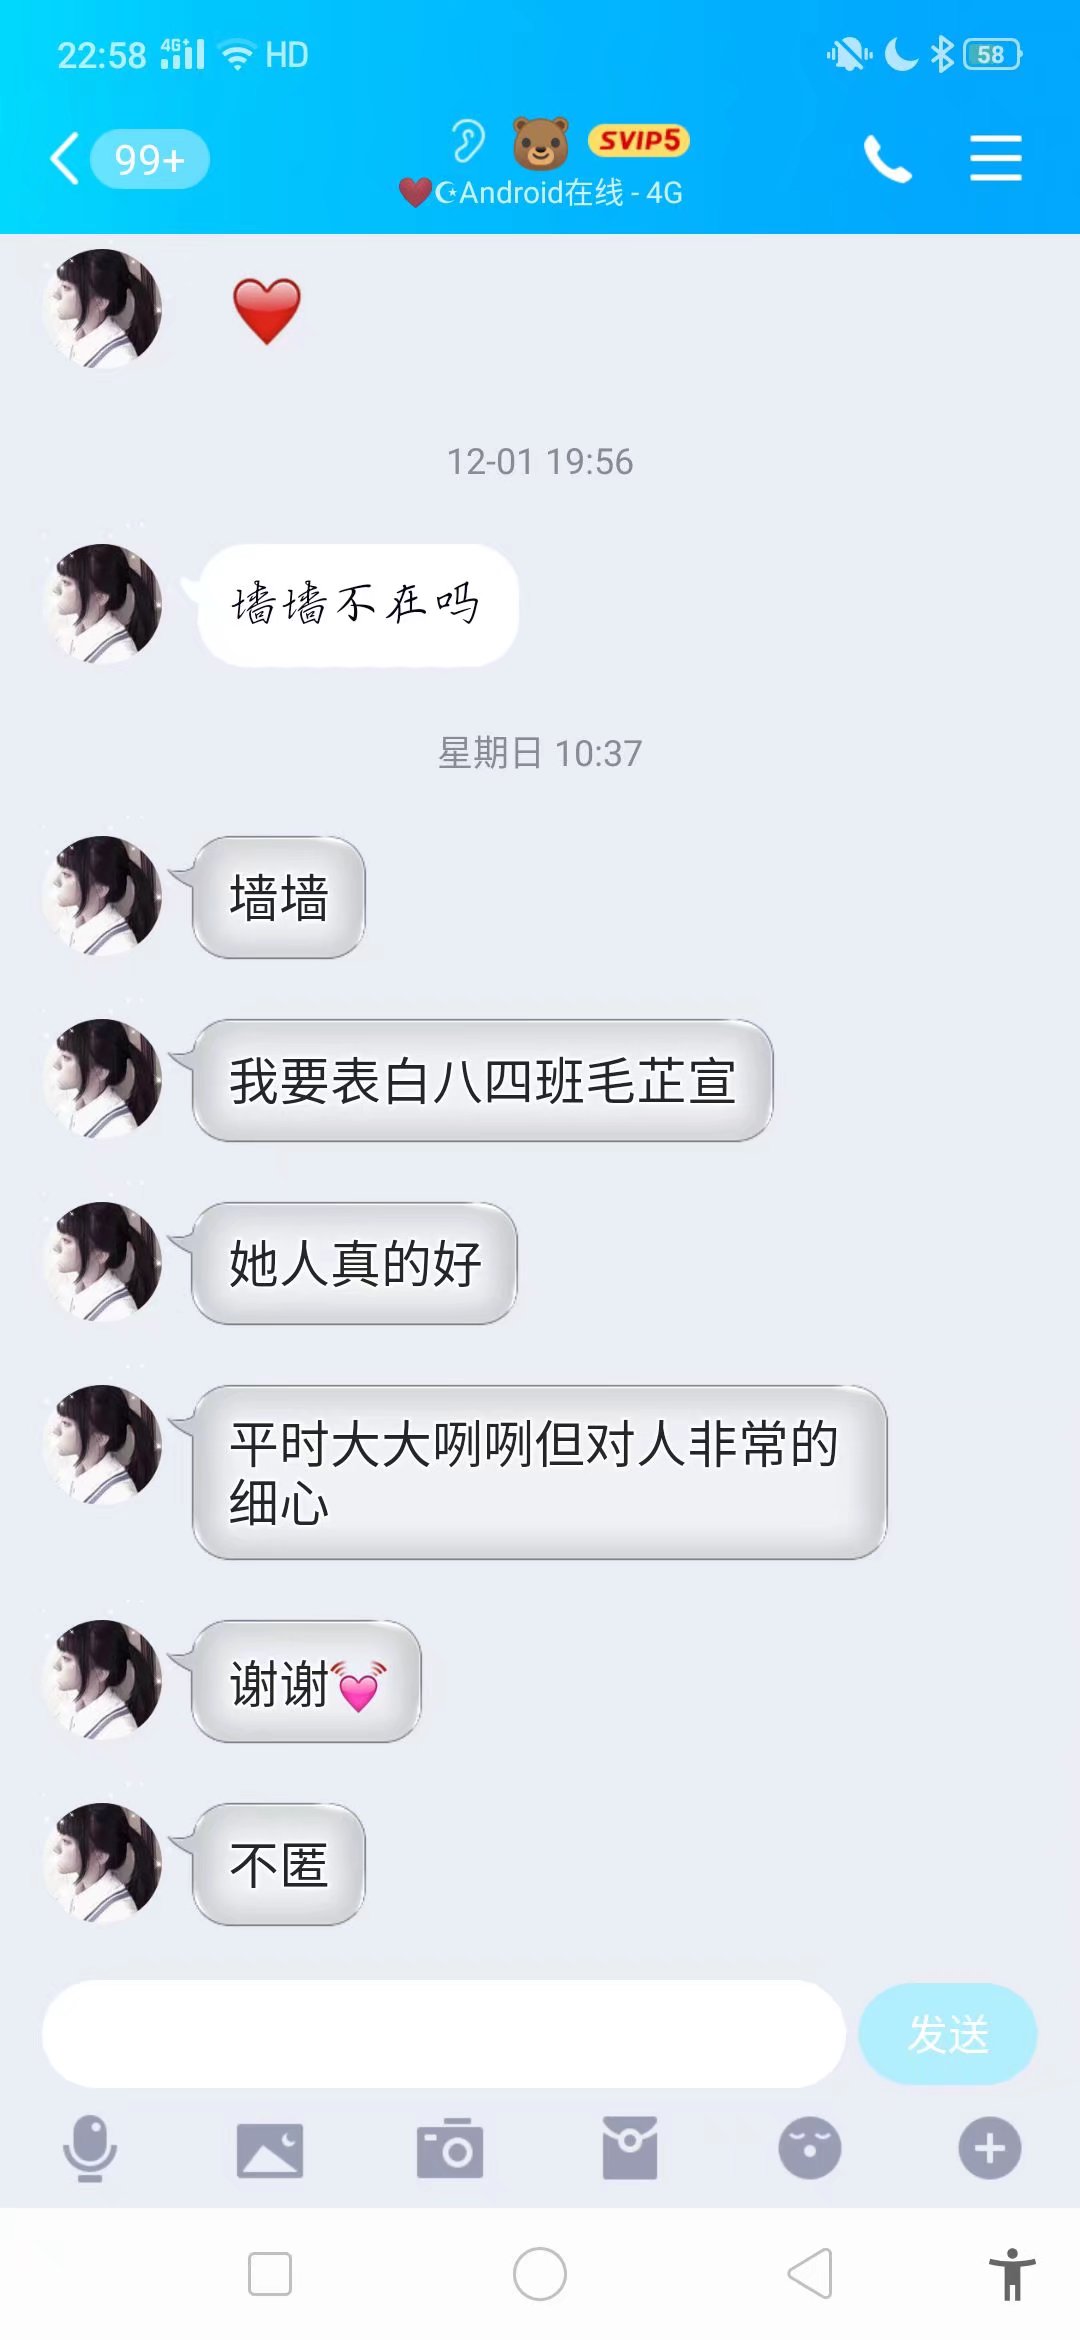 22:58 4G+ HD 58
99+
SVIP5
Android在线 - 4G
12-01 19:56
墙墙不在吗
星期日 10:37
墙墙
我要表白八四班毛芷宣
她人真的好
平时大大咧咧但对人非常的
细心
谢谢
不匿
发送